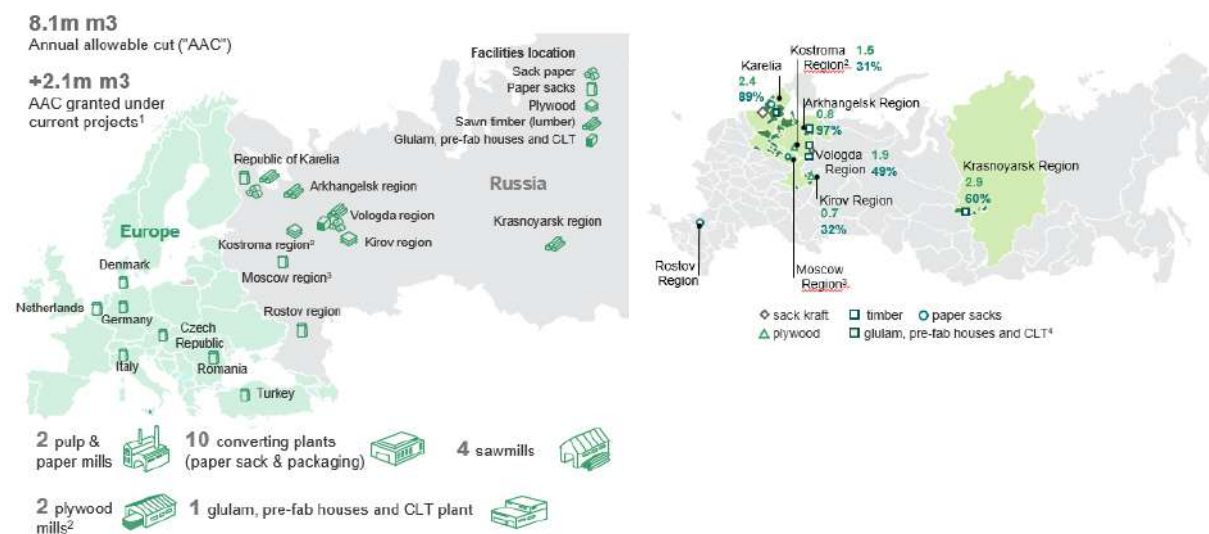 8.1m m3
Annual allowable cut ("AAC")
+2.1m m3
AAC granted under
current projects¹
Facilities location
Sack paper
Paper sacks
Plywood
Sawn timber (lumber)
Glulam, pre-fab houses and CLT
Republic of Karelia
Arkhangelsk region
Russia
Vologda region
Krasnoyarsk region
Europe
Kostroma region²
Kirov region
Denmark
Moscow region³
Netherlands
Germany
Rostov region
Czech
Republic
Italy
Romania
Turkey
2 pulp &
paper mills
10 converting plants
(paper sack & packaging)
4 sawmills
2 plywood
mills²
1 glulam, pre-fab houses and CLT plant
Kostroma 1.5
Region². 31%
Karelia
2.4
89%
Arkhangelsk Region
0.8
97%
Vologda 1.9
Region 49%
Krasnoyarsk Region
2.9
60%
Kirov Region
0.7
32%
Rostov
Region
Moscow
Region³.
sack kraft timber paper sacks
plywood glulam, pre-fab houses and CLT⁴